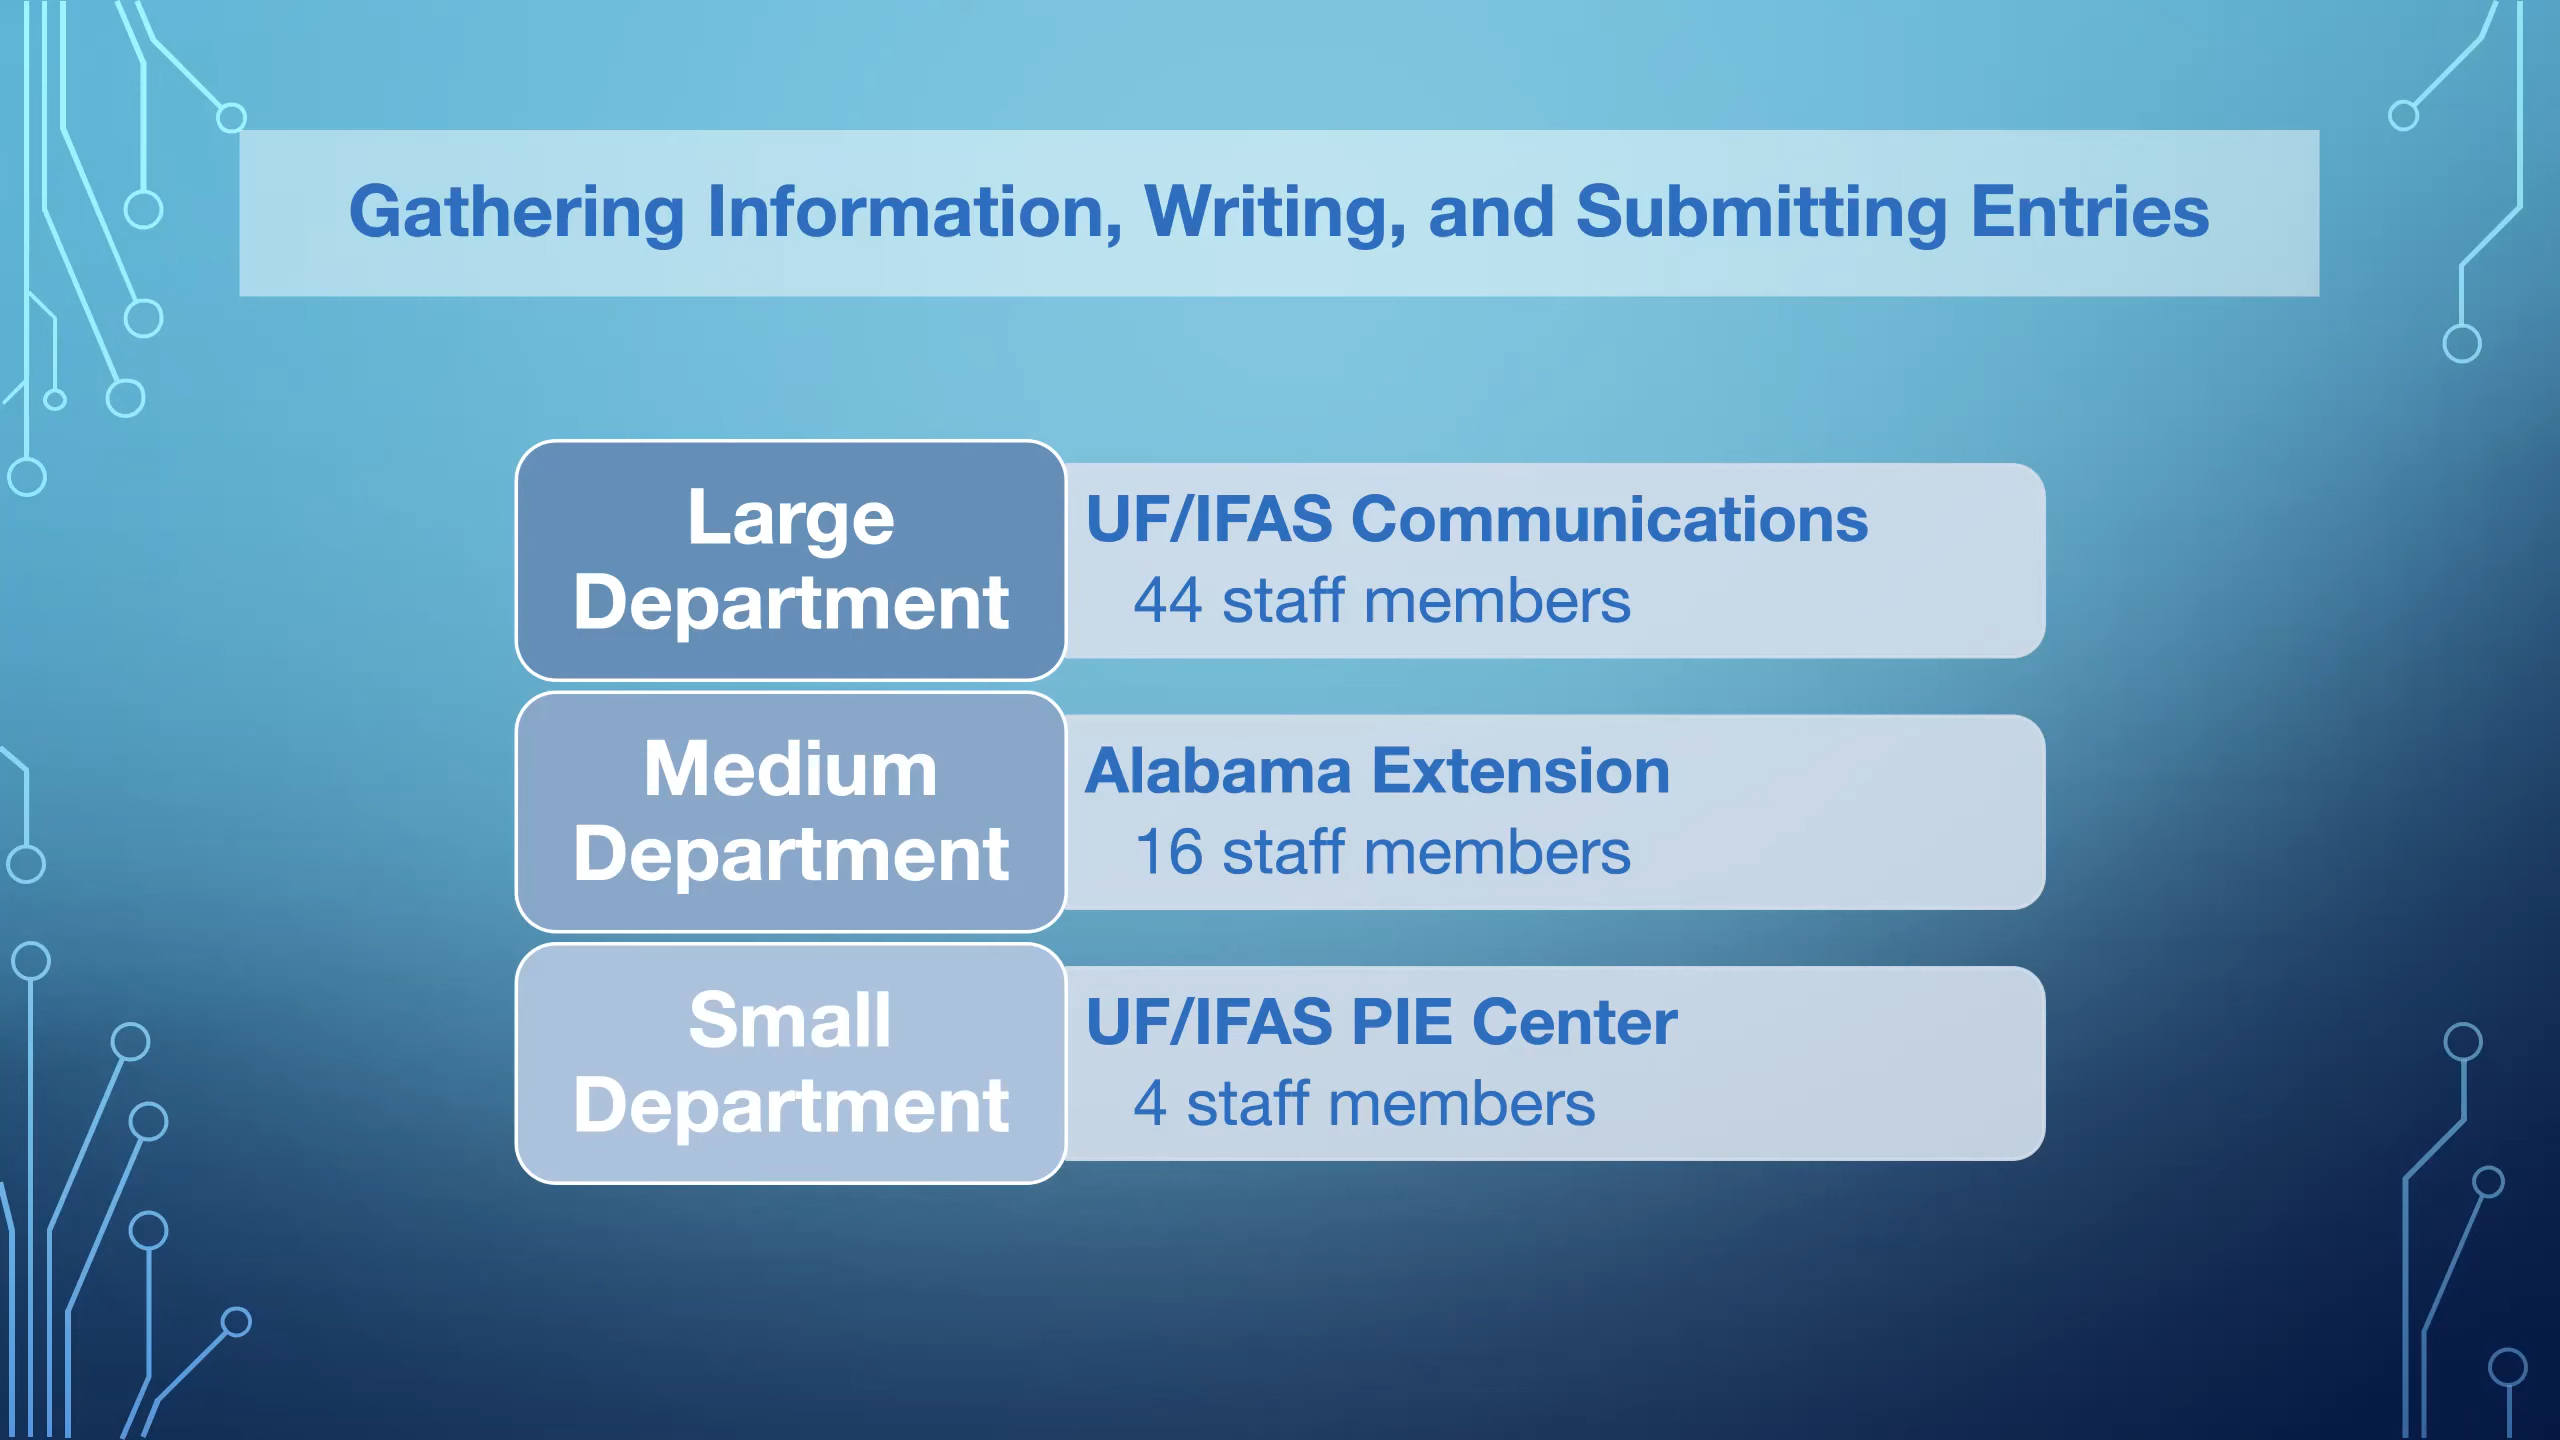 Gathering Information, Writing, and Submitting Entries
Large
Department
UF/IFAS Communications
44 staff members
Medium
Department
Alabama Extension
16 staff members
Small
Department
UF/IFAS PIE Center
4 staff members